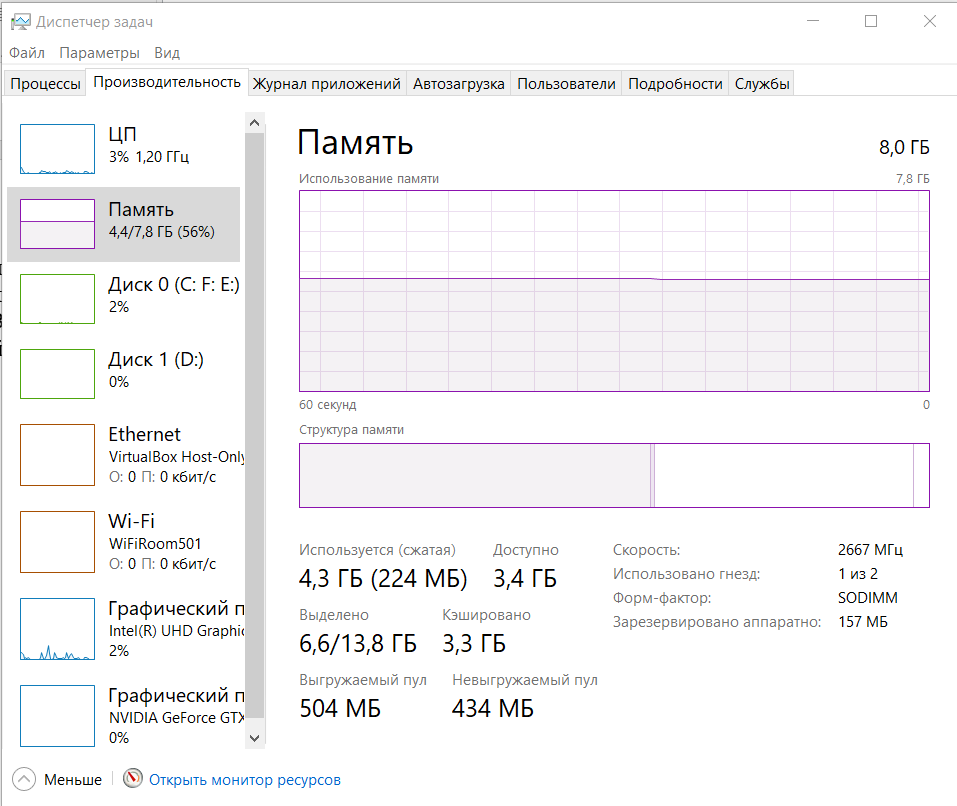 Диспетчер задач
Файл Параметры Вид
Процессы Производительность Журнал приложений Автозагрузка Пользователи Подробности Службы
ЦП
3% 1,20 ГГц
Память
4,4/7,8 ГБ (56%)
Диск 0 (C: F: E:)
2%
Диск 1 (D:)
0%
Ethernet
VirtualBox Host-Only
О: 0 П: 0 кбит/с
Wi-Fi
WiFiRoom501
О: 0 П: 0 кбит/с
Графический п
Intel(R) UHD Graphic
2%
Графический п
NVIDIA GeForce GTX
0%
Память 8,0 ГБ
Использование памяти 7,8 ГБ
60 секунд 0
Структура памяти
Используется (сжатая) Доступно
4,3 ГБ (224 МБ) 3,4 ГБ
Выделено Кэшировано
6,6/13,8 ГБ 3,3 ГБ
Выгружаемый пул Невыгружаемый пул
504 МБ 434 МБ
Скорость: 2667 МГц
Использовано гнезд: 1 из 2
Форм-фактор: SODIMM
Зарезервировано аппаратно: 157 МБ
Меньше Открыть монитор ресурсов